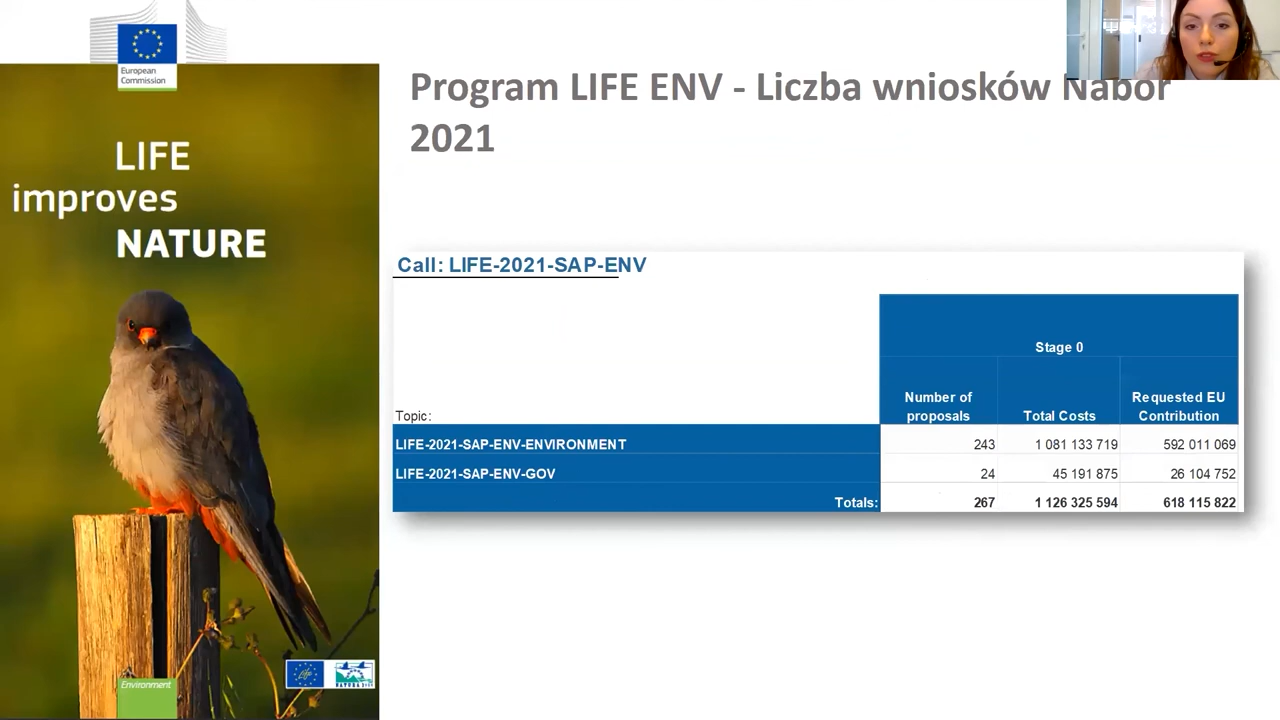 European
Commission
LIFE
improves
NATURE
Environment
Program LIFE ENV - Liczba wniosków Nabór
2021
Call: LIFE-2021-SAP-ENV
Stage 0
Topic:
Number of proposals
Total Costs
Requested EU Contribution
LIFE-2021-SAP-ENV-ENVIRONMENT 243 1 081 133 719 592 011 069
LIFE-2021-SAP-ENV-GOV 24 45 191 875 26 104 752
Totals: 267 1 126 325 594 618 115 822
Life
NATURA 2000